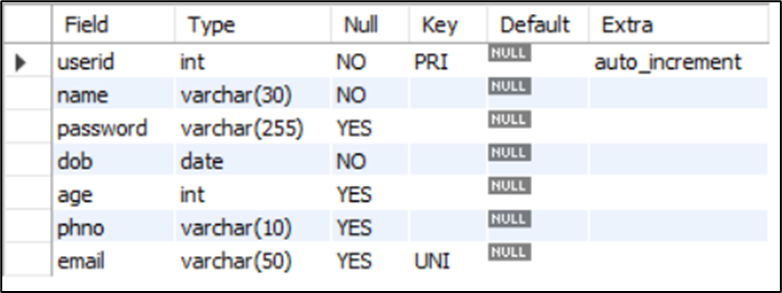 Field Type Null Key Default Extra
userid int NO PRI NULL auto_increment
name varchar(30) NO NULL
password varchar(255) YES NULL
dob date NO NULL
age int YES NULL
phno varchar(10) YES NULL
email varchar(50) YES UNI NULL